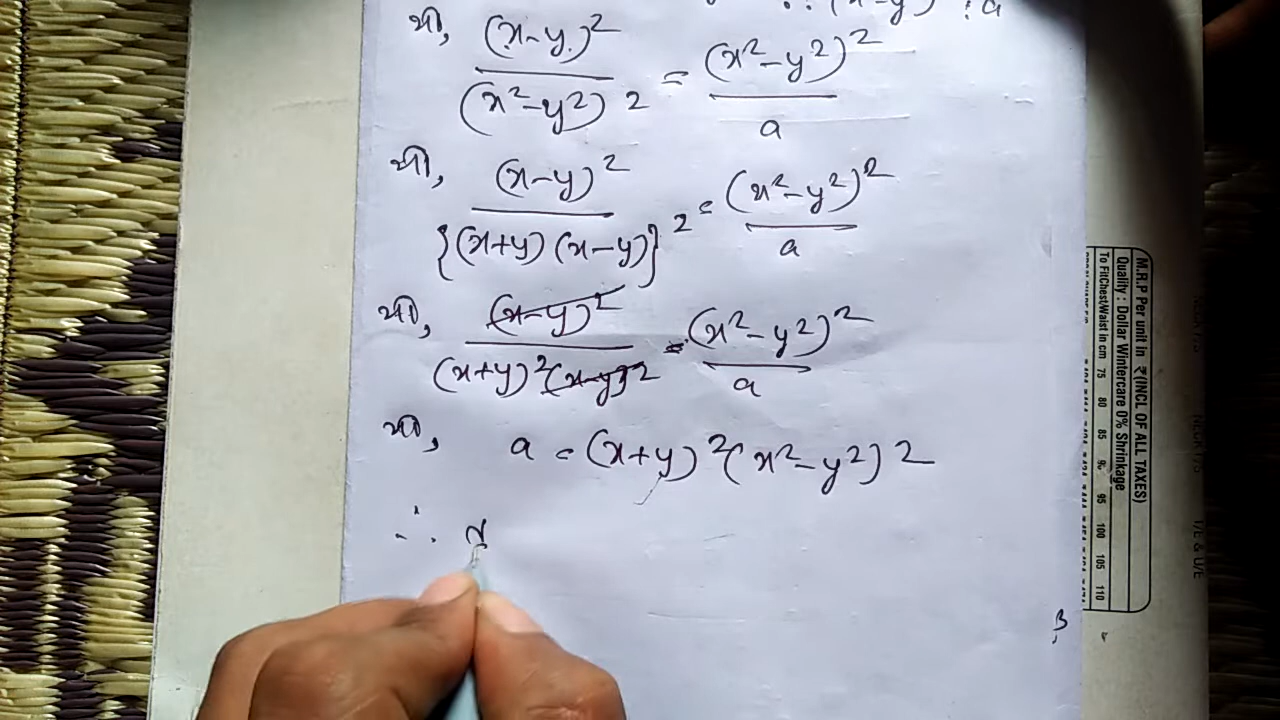 বা, (x-y)² / (x²-y²)² = (x²-y²)² / a
বা, (x-y)² / {(x+y)(x-y)}² = (x²-y²)² / a
বা, (x-y)² / (x+y)²(x-y)² = (x²-y²)² / a
বা, a = (x+y)²(x²-y²)²
∴
M.R.P Per unit in ₹ (INCL OF ALL TAXES)
Quality : Dollar Wintercare 0% Shrinkage
To Fit Chest/Waist in cm 75 80 85 90 95 100 105 110